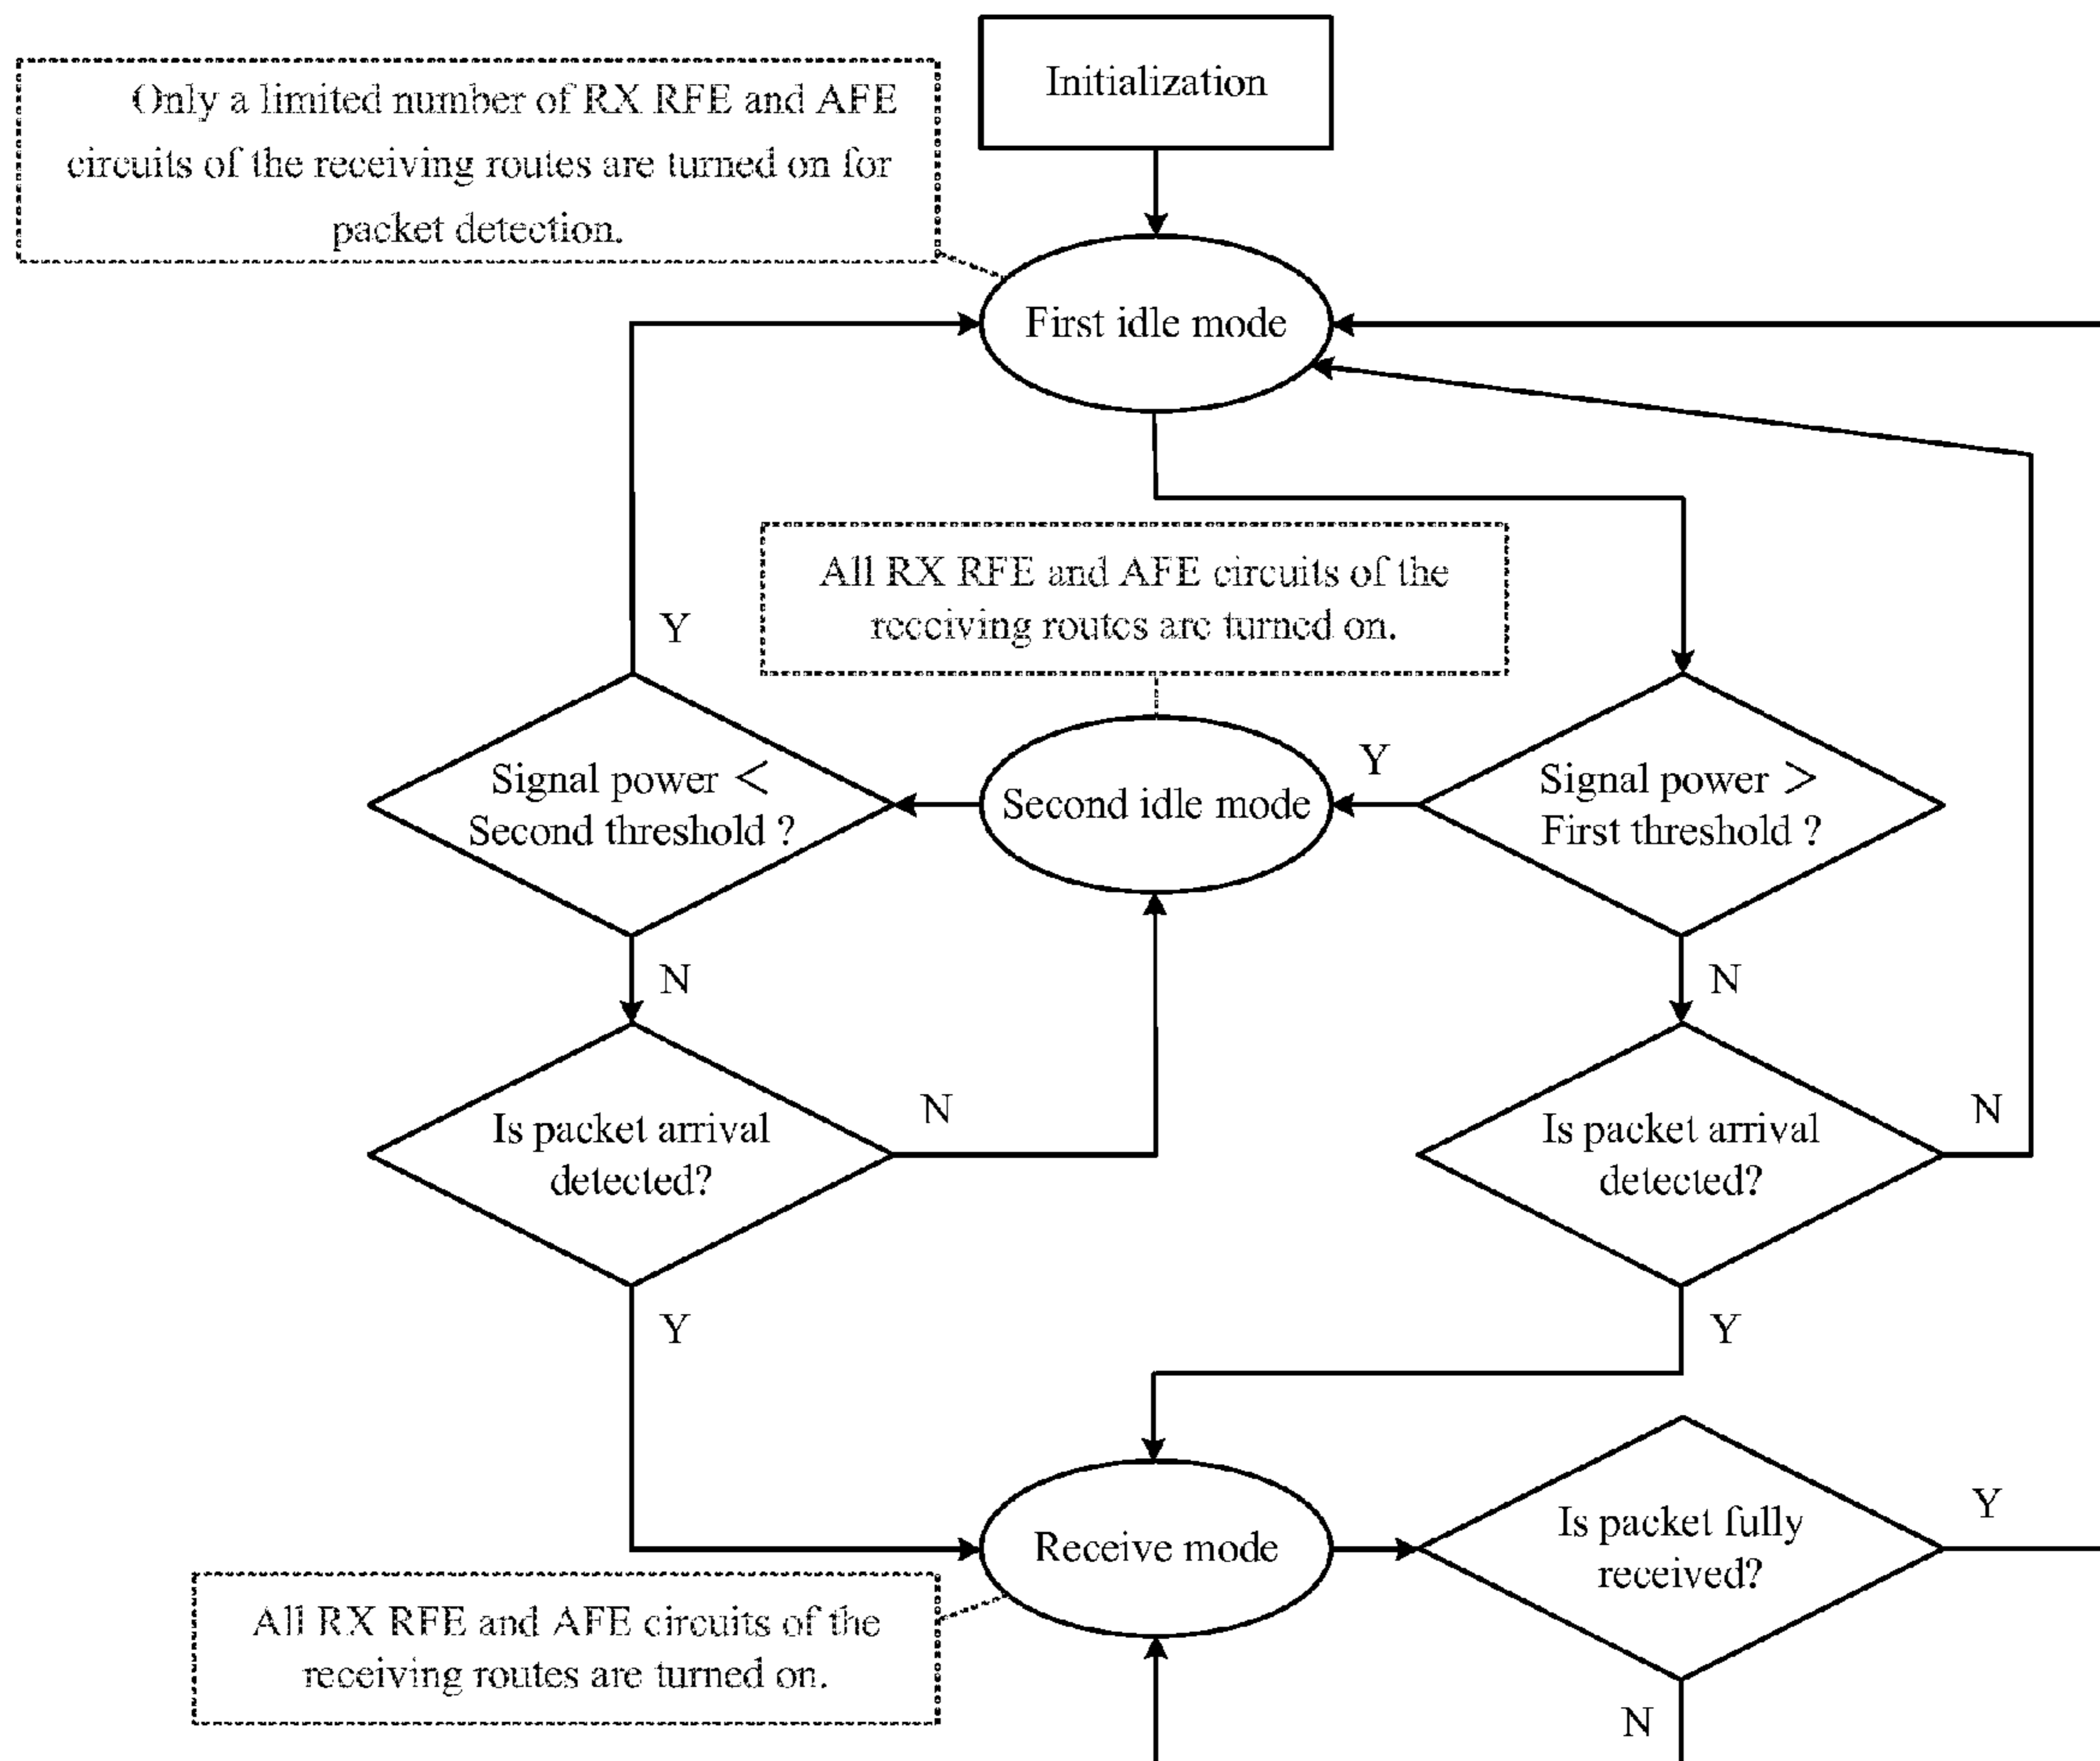 Initialization
Only a limited number of RX RFE and AFE
circuits of the receiving routes are turned on for
packet detection.
First idle mode
All RX RFE and AFE circuits of the
receiving routes are turned on.
Y
Signal power <
Second threshold ?
Second idle mode
Y
Signal power >
First threshold ?
N
N
Is packet arrival
detected?
N
Is packet arrival
detected?
N
Y
Y
Receive mode
Is packet fully
received?
Y
All RX RFE and AFE circuits of the
receiving routes are turned on.
N